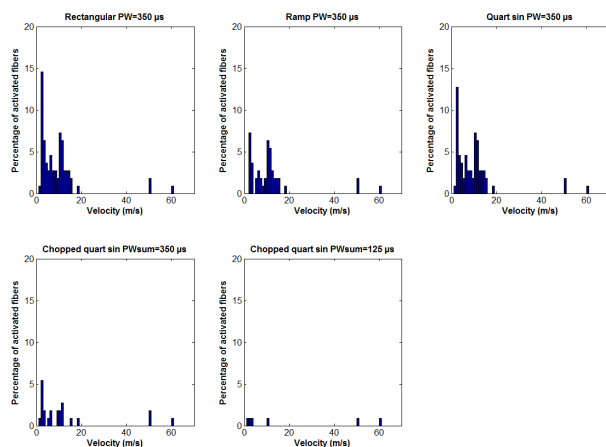 Rectangular PW=350 µs
Ramp PW=350 µs
Quart sin PW=350 µs
Percentage of activated fibers
20
15
10
5
0
0 20 40 60
Velocity (m/s)
Percentage of activated fibers
20
15
10
5
0
0 20 40 60
Velocity (m/s)
Percentage of activated fibers
20
15
10
5
0
0 20 40 60
Velocity (m/s)
Chopped quart sin PWsum=350 µs
Chopped quart sin PWsum=125 µs
Percentage of activated fibers
20
15
10
5
0
0 20 40 60
Velocity (m/s)
Percentage of activated fibers
20
15
10
5
0
0 20 40 60
Velocity (m/s)